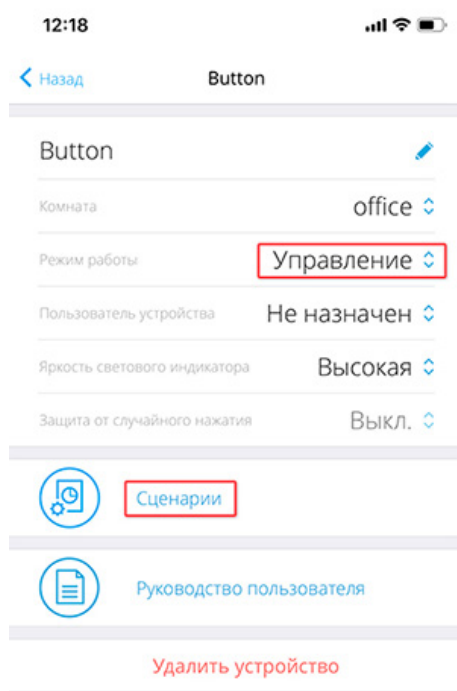 12:18
Назад Button
Button
Комната office
Режим работы Управление
Пользователь устройства Не назначен
Яркость светового индикатора Высокая
Защита от случайного нажатия Выкл.
Сценарии
Руководство пользователя
Удалить устройство